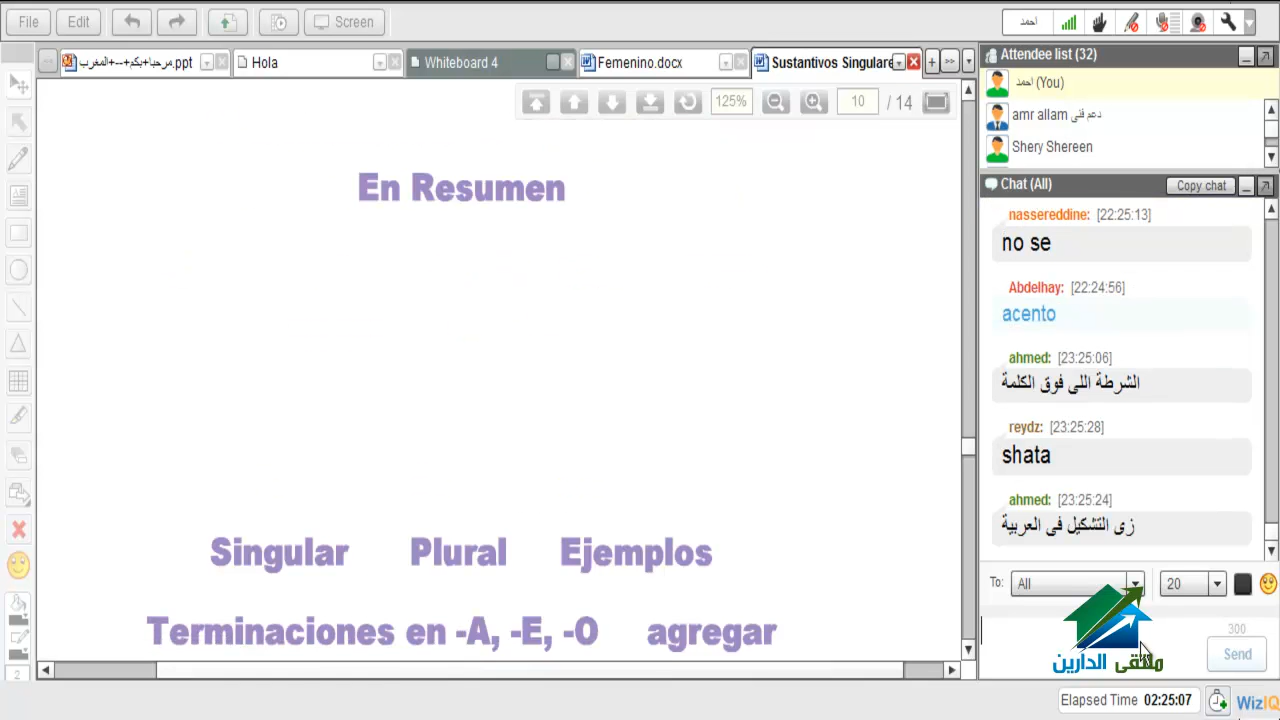 File Edit Screen احمد
مرحبا+بكم+--+المغرب.ppt Hola Whiteboard 4 Femenino.docx Sustantivos Singulare
125% 10 / 14
En Resumen
Singular Plural Ejemplos
Terminaciones en -A, -E, -O agregar
2
Attendee list (32)
احمد (You)
amr allam دعم فنى
Shery Shereen
Chat (All) Copy chat
nassereddine: [22:25:13]
no se
Abdelhay: [22:24:56]
acento
ahmed: [23:25:06]
الشرطة اللى فوق الكلمة
reydz: [23:25:28]
shata
ahmed: [23:25:24]
زى التشكيل فى العربية
To: All 20
300
Send
ملتقى الدارين
Elapsed Time 02:25:07 WizIQ